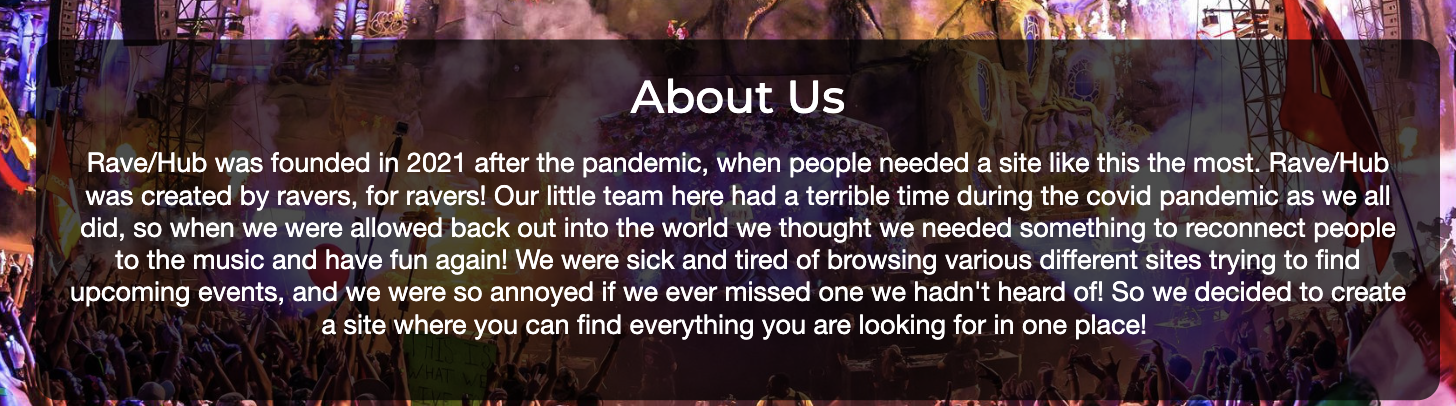 About Us
Rave/Hub was founded in 2021 after the pandemic, when people needed a site like this the most. Rave/Hub
was created by ravers, for ravers! Our little team here had a terrible time during the covid pandemic as we all
did, so when we were allowed back out into the world we thought we needed something to reconnect people
to the music and have fun again! We were sick and tired of browsing various different sites trying to find
upcoming events, and we were so annoyed if we ever missed one we hadn't heard of! So we decided to create
a site where you can find everything you are looking for in one place!
THIS IS
WHAT WE